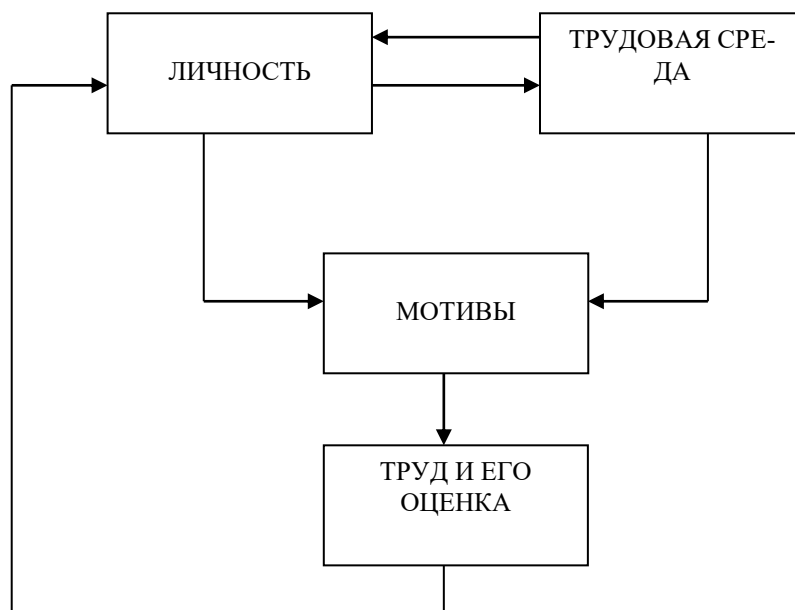 ЛИЧНОСТЬ
ТРУДОВАЯ СРЕ-
ДА
МОТИВЫ
ТРУД И ЕГО
ОЦЕНКА